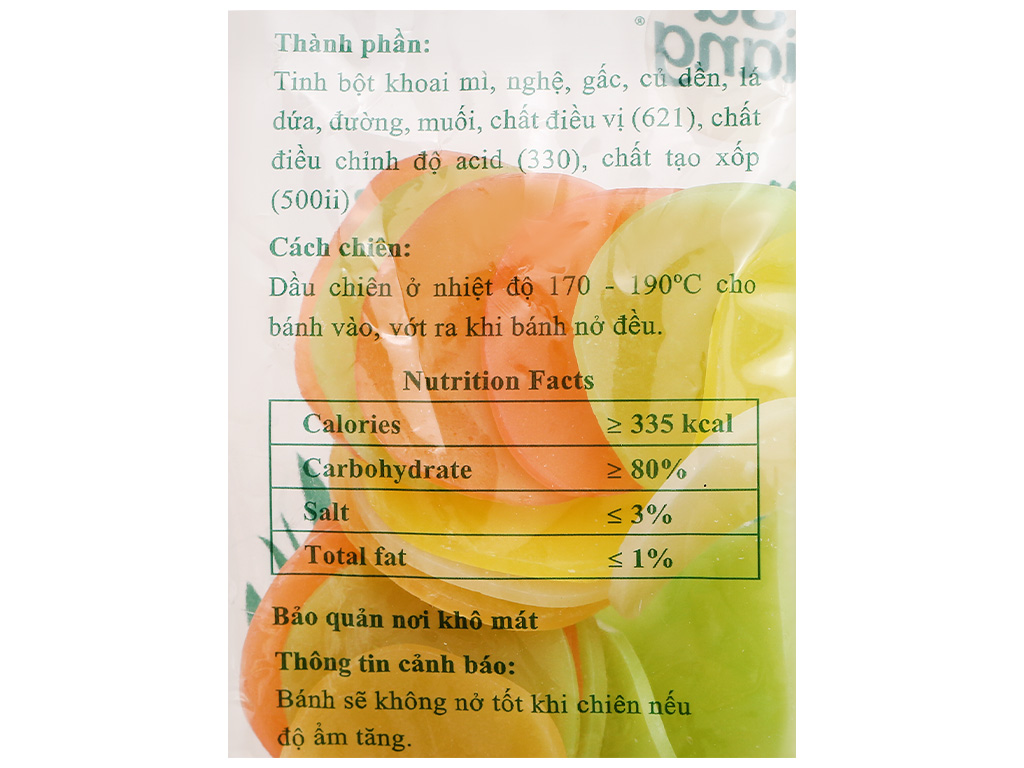 ®
Thành phần:
Tinh bột khoai mì, nghệ, gấc, củ dền, lá
dứa, đường, muối, chất điều vị (621), chất
điều chỉnh độ acid (330), chất tạo xốp
(500ii)
Cách chiên:
Dầu chiên ở nhiệt độ 170 - 190ºC cho
bánh vào, vớt ra khi bánh nở đều.
Nutrition Facts
Calories ≥ 335 kcal
Carbohydrate ≥ 80%
Salt ≤ 3%
Total fat ≤ 1%
Bảo quản nơi khô mát
Thông tin cảnh báo:
Bánh sẽ không nở tốt khi chiên nếu
độ ẩm tăng.